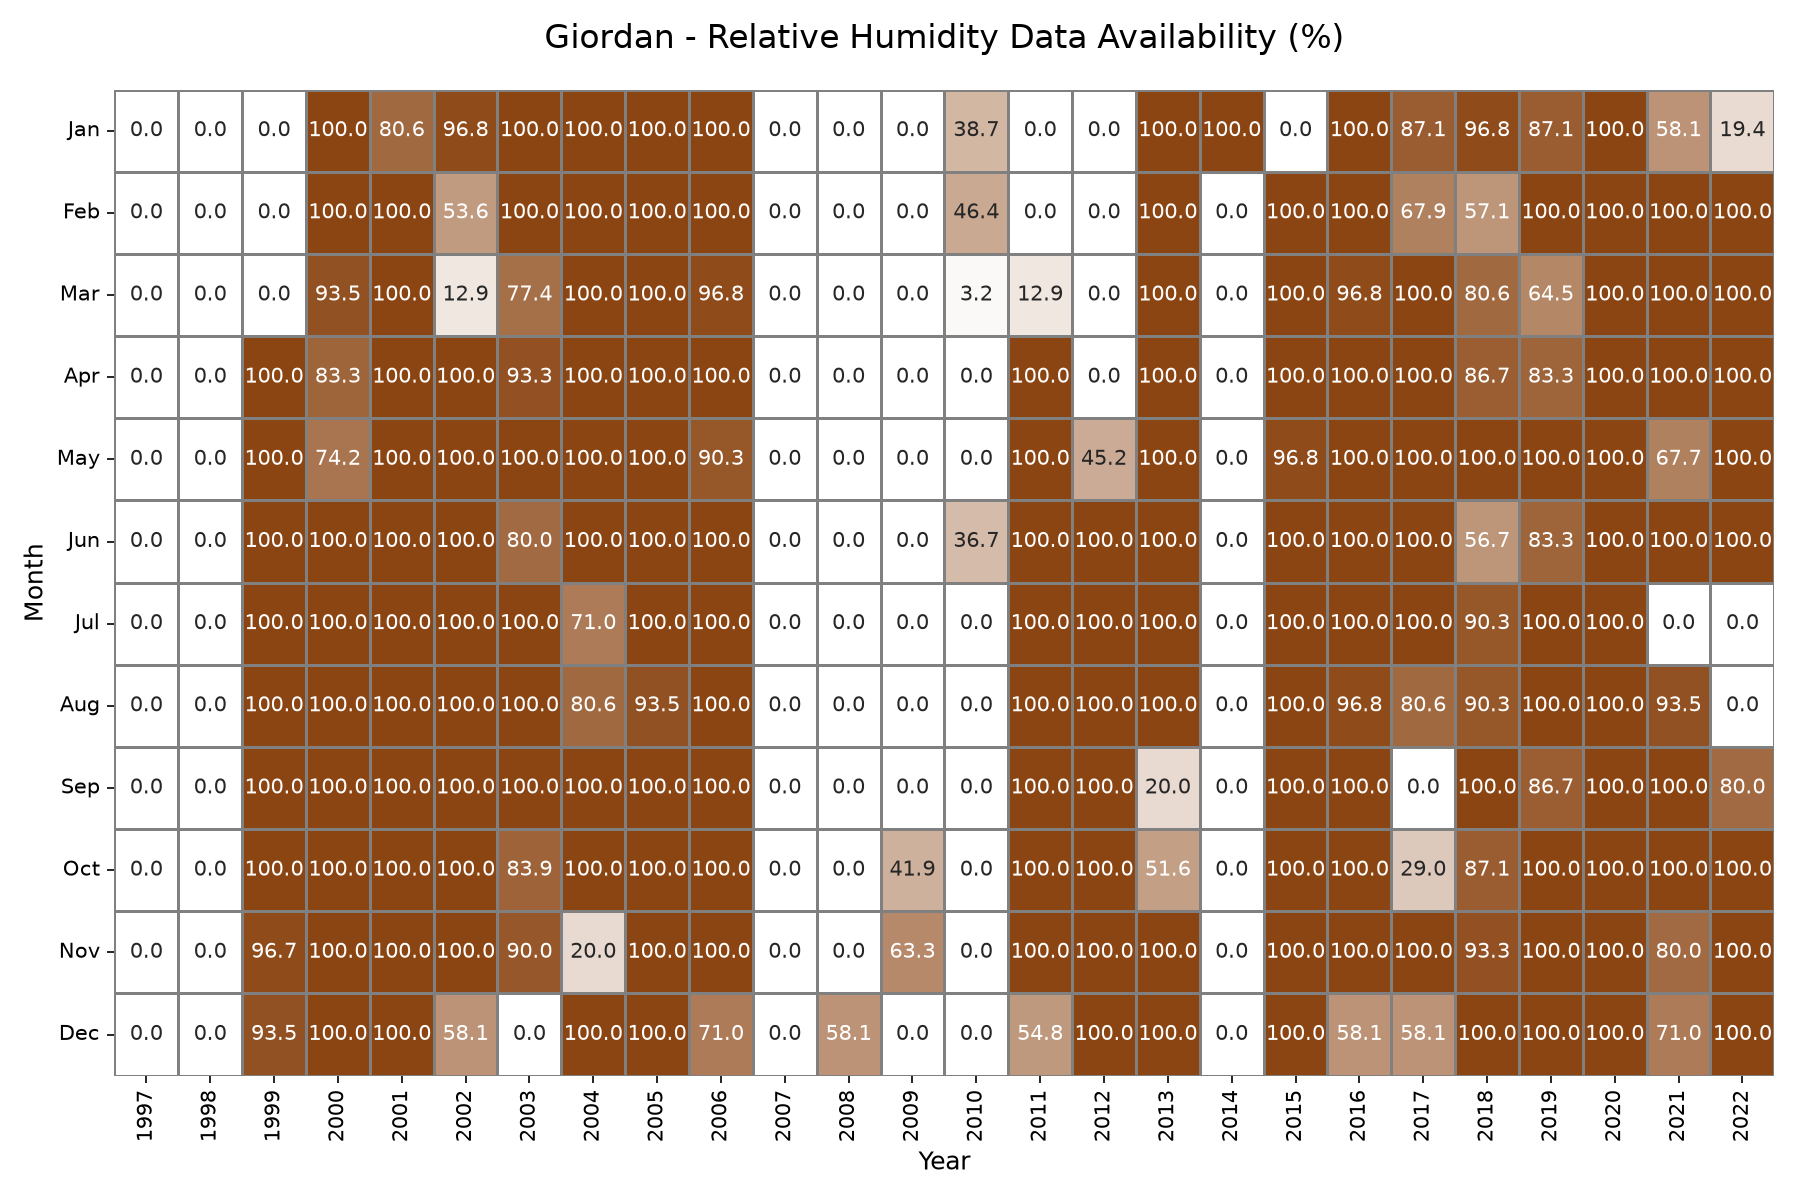 Giordan - Relative Humidity Data Availability (%)
Jan 0.0 0.0 0.0 100.0 80.6 96.8 100.0 100.0 100.0 100.0 0.0 0.0 0.0 38.7 0.0 0.0 100.0 100.0 0.0 100.0 87.1 96.8 87.1 100.0 58.1 19.4
Feb 0.0 0.0 0.0 100.0 100.0 53.6 100.0 100.0 100.0 100.0 0.0 0.0 0.0 46.4 0.0 0.0 100.0 0.0 100.0 100.0 67.9 57.1 100.0 100.0 100.0 100.0
Mar 0.0 0.0 0.0 93.5 100.0 12.9 77.4 100.0 100.0 96.8 0.0 0.0 0.0 3.2 12.9 0.0 100.0 0.0 100.0 96.8 100.0 80.6 64.5 100.0 100.0 100.0
Apr 0.0 0.0 100.0 83.3 100.0 100.0 93.3 100.0 100.0 100.0 0.0 0.0 0.0 0.0 100.0 0.0 100.0 0.0 100.0 100.0 100.0 86.7 83.3 100.0 100.0 100.0
May 0.0 0.0 100.0 74.2 100.0 100.0 100.0 100.0 100.0 90.3 0.0 0.0 0.0 0.0 100.0 45.2 100.0 0.0 96.8 100.0 100.0 100.0 100.0 100.0 67.7 100.0
Jun 0.0 0.0 100.0 100.0 100.0 100.0 80.0 100.0 100.0 100.0 0.0 0.0 0.0 36.7 100.0 100.0 100.0 0.0 100.0 100.0 100.0 56.7 83.3 100.0 100.0 100.0
Jul 0.0 0.0 100.0 100.0 100.0 100.0 100.0 71.0 100.0 100.0 0.0 0.0 0.0 0.0 100.0 100.0 100.0 0.0 100.0 100.0 100.0 90.3 100.0 100.0 0.0 0.0
Aug 0.0 0.0 100.0 100.0 100.0 100.0 100.0 80.6 93.5 100.0 0.0 0.0 0.0 0.0 100.0 100.0 100.0 0.0 100.0 96.8 80.6 90.3 100.0 100.0 93.5 0.0
Sep 0.0 0.0 100.0 100.0 100.0 100.0 100.0 100.0 100.0 100.0 0.0 0.0 0.0 0.0 100.0 100.0 20.0 0.0 100.0 100.0 0.0 100.0 86.7 100.0 100.0 80.0
Oct 0.0 0.0 100.0 100.0 100.0 100.0 83.9 100.0 100.0 100.0 0.0 0.0 41.9 0.0 100.0 100.0 51.6 0.0 100.0 100.0 29.0 87.1 100.0 100.0 100.0 100.0
Nov 0.0 0.0 96.7 100.0 100.0 100.0 90.0 20.0 100.0 100.0 0.0 0.0 63.3 0.0 100.0 100.0 100.0 0.0 100.0 100.0 100.0 93.3 100.0 100.0 80.0 100.0
Dec 0.0 0.0 93.5 100.0 100.0 58.1 0.0 100.0 100.0 71.0 0.0 58.1 0.0 0.0 54.8 100.0 100.0 0.0 100.0 58.1 58.1 100.0 100.0 100.0 71.0 100.0
Month
1997 1998 1999 2000 2001 2002 2003 2004 2005 2006 2007 2008 2009 2010 2011 2012 2013 2014 2015 2016 2017 2018 2019 2020 2021 2022
Year